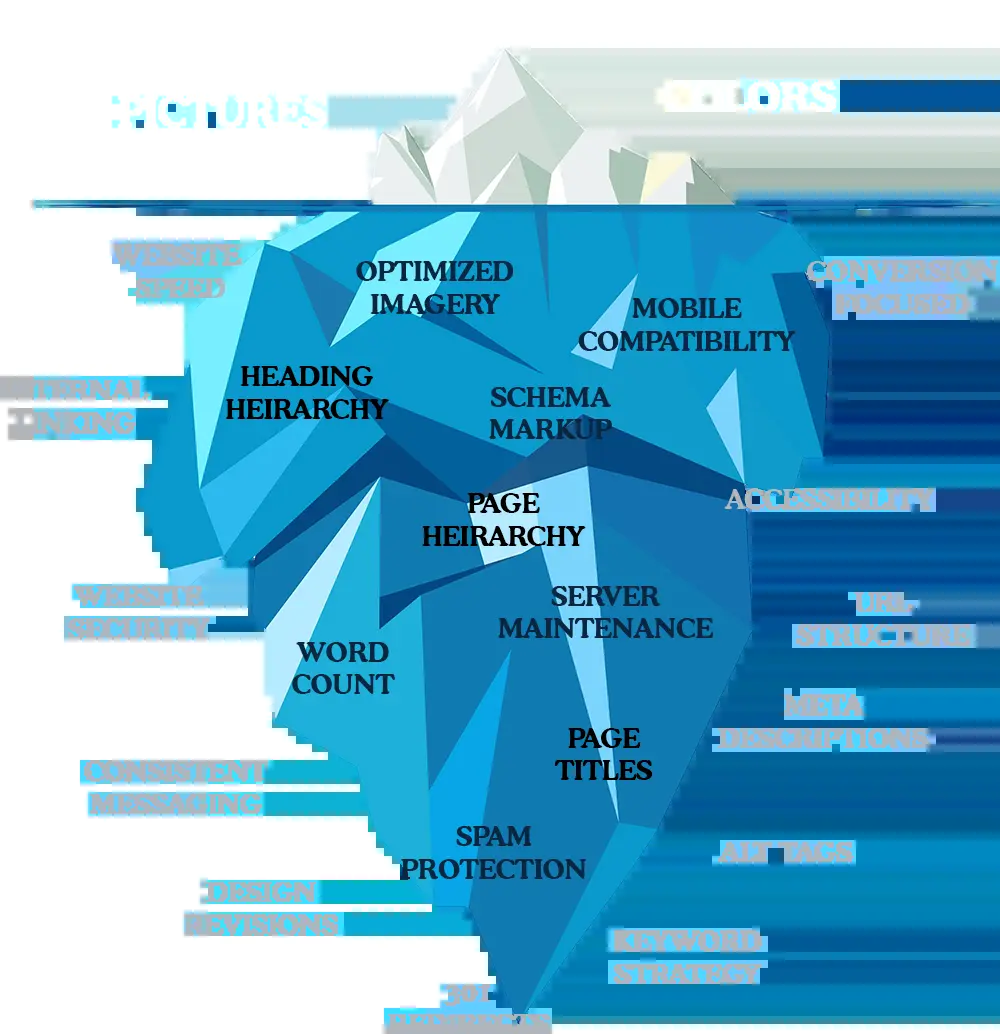 PICTURES
COLORS
WEBSITE
SPEED
OPTIMIZED
IMAGERY
CONVERSION
FOCUSED
MOBILE
COMPATIBILITY
INTERNAL
LINKING
HEADING
HEIRARCHY
SCHEMA
MARKUP
ACCESSIBILITY
PAGE
HEIRARCHY
WEBSITE
SECURITY
SERVER
MAINTENANCE
URL
STRUCTURE
WORD
COUNT
META
DESCRIPTIONS
PAGE
TITLES
CONSISTENT
MESSAGING
SPAM
PROTECTION
ALT TAGS
DESIGN
REVISIONS
KEYWORD
STRATEGY
301